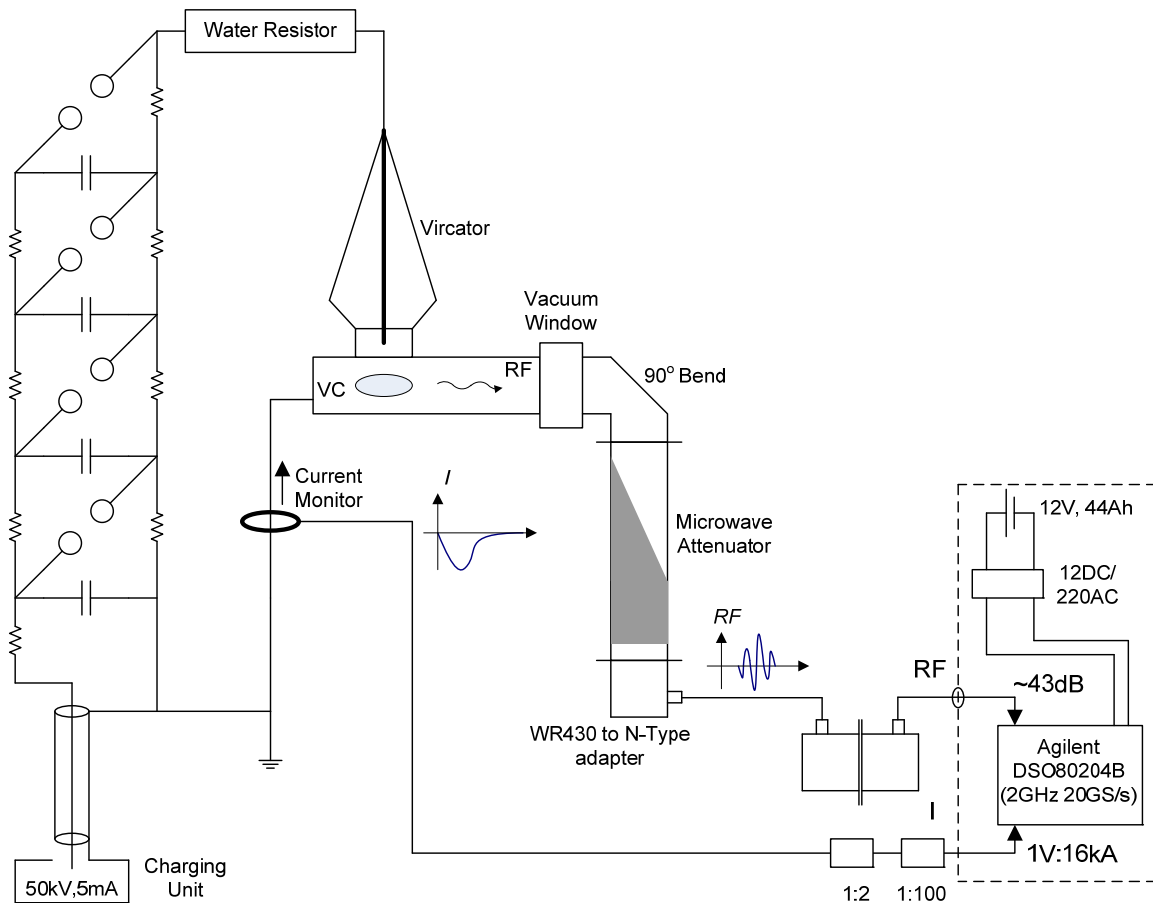 Water Resistor
Vircator
Vacuum
Window
RF
VC
90° Bend
Current
Monitor
I
Microwave
Attenuator
12V, 44Ah
12DC/
220AC
RF
RF
~43dB
WR430 to N-Type
adapter
Agilent
DSO80204B
(2GHz 20GS/s)
I
1V:16kA
1:2
1:100
Charging
Unit
50kV,5mA